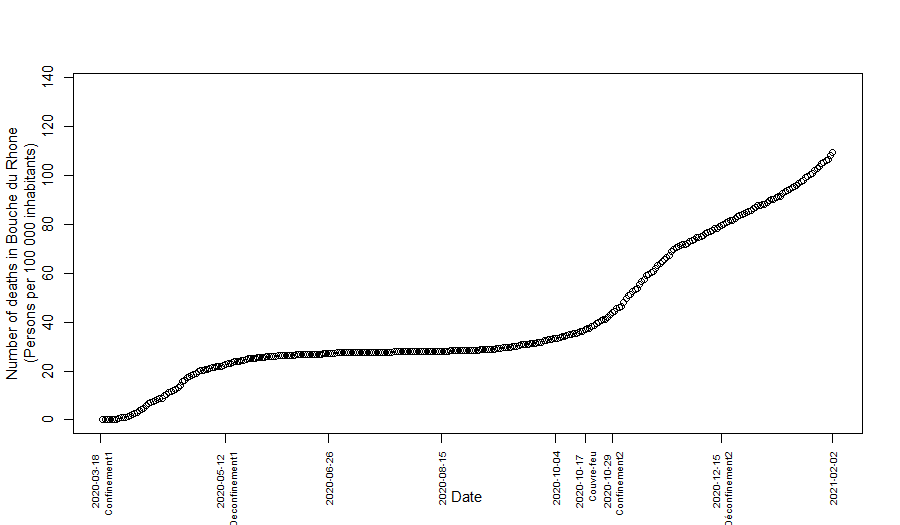 Number of deaths in Bouche du Rhone
(Persons per 100 000 inhabitants)
140
120
100
80
60
40
20
0
2020-03-18
Confinement1
2020-05-12
Deconfinement1
2020-06-26
2020-08-15
2020-10-04
2020-10-17
Couvre-feu
2020-10-29
Confinement2
2020-12-15
Déconfinement2
2021-02-02
Date